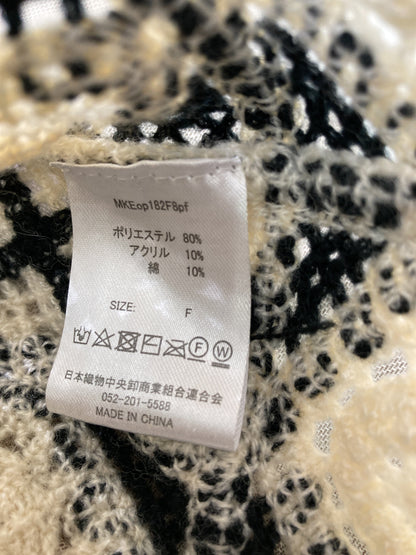 MKEop182F8pf
ポリエステル 80%
アクリル 10%
綿 10%
SIZE: F
F W
日本織物中央卸商業組合連合会
052-201-5588
MADE IN CHINA